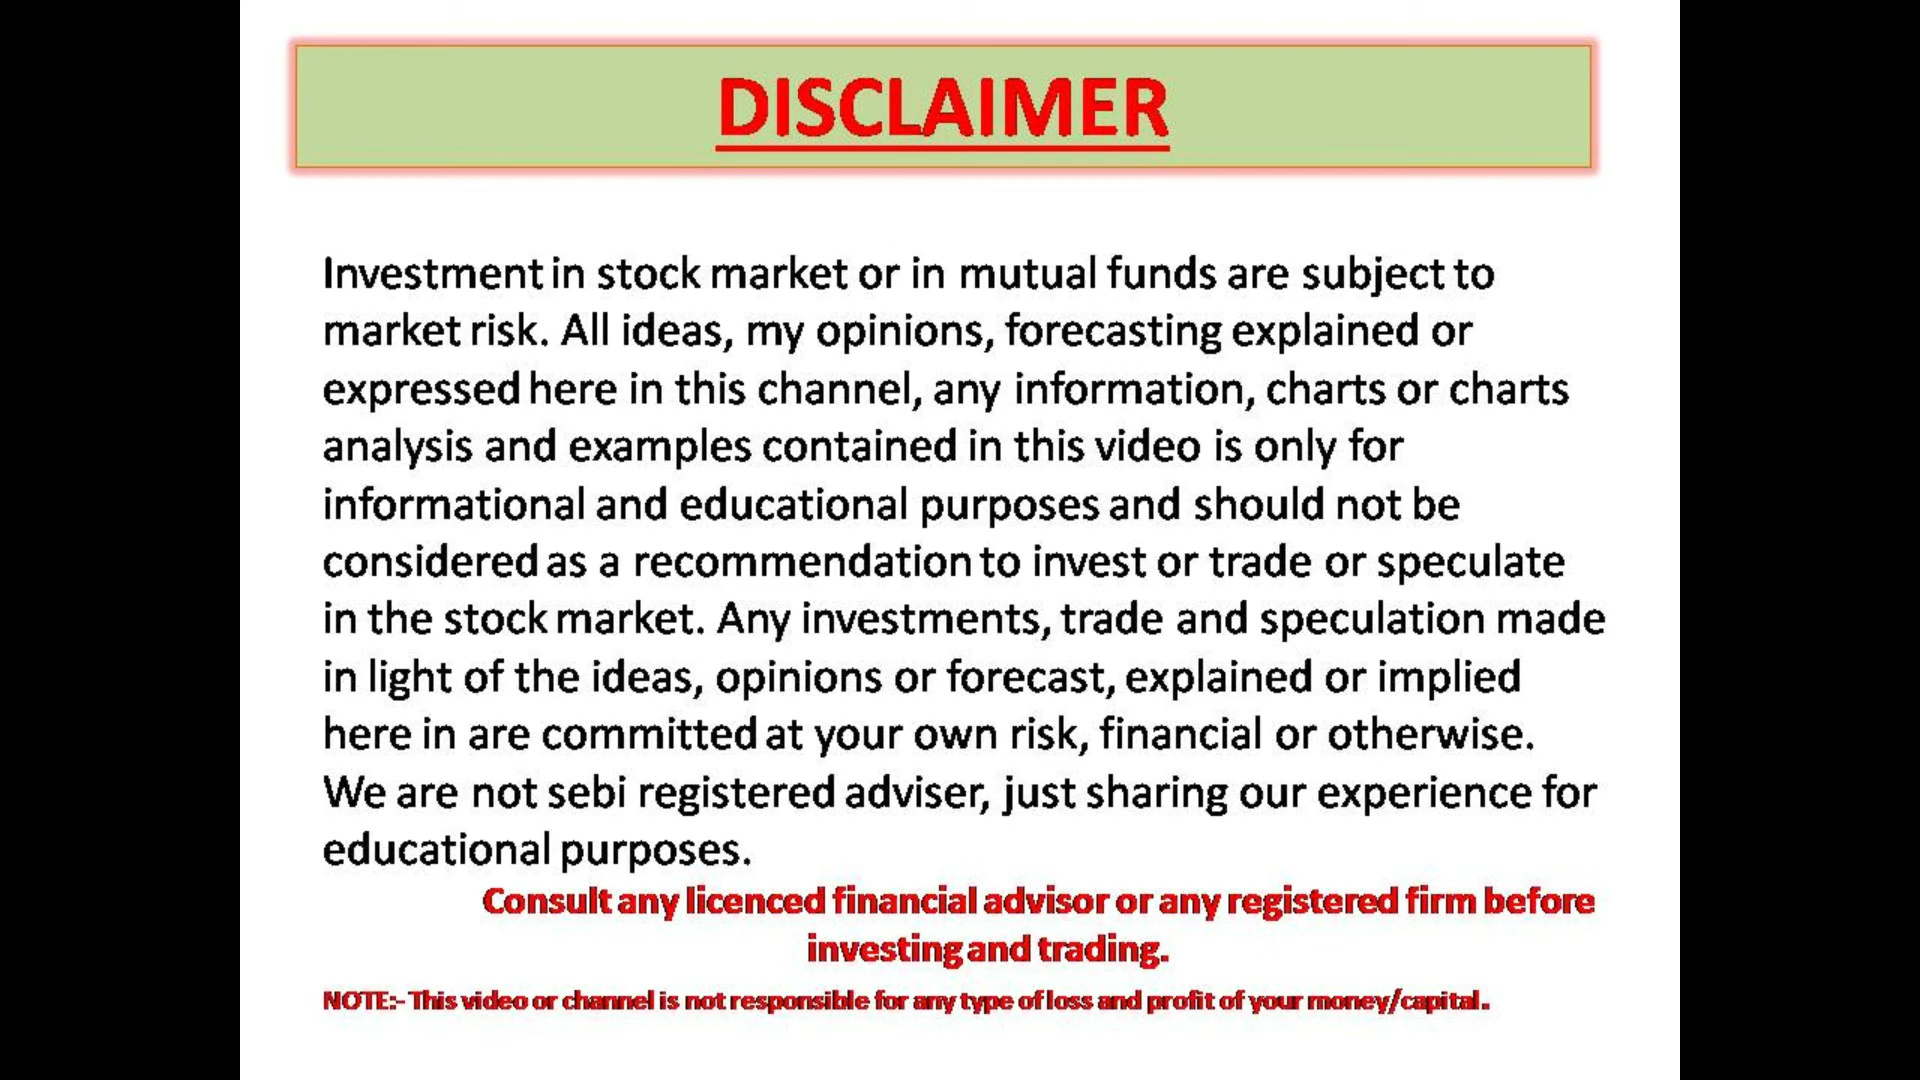 DISCLAIMER
Investment in stock market or in mutual funds are subject to
market risk. All ideas, my opinions, forecasting explained or
expressed here in this channel, any information, charts or charts
analysis and examples contained in this video is only for
informational and educational purposes and should not be
considered as a recommendation to invest or trade or speculate
in the stock market. Any investments, trade and speculation made
in light of the ideas, opinions or forecast, explained or implied
here in are committed at your own risk, financial or otherwise.
We are not sebi registered adviser, just sharing our experience for
educational purposes.
Consult any licenced financial advisor or any registered firm before
investing and trading.
NOTE:- This video or channel is not responsible for any type of loss and profit of your money/capital.